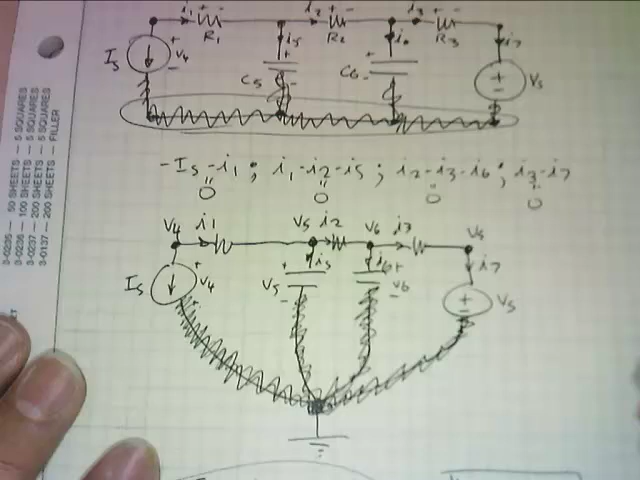 i1 + - i2 + - i3 + -
R1 R2 R3
Is + V4 - + i5 + i6 i7
C5 - C6 - + - Vs
-Is-i1 ; i1-i2-i5 ; i2-i3-i6 ; i3-i7
= 0 = 0 = 0 = 0
V4 i1 V5 i2 V6 i3 Vs
Is + V4 i5 i6 + i7
V5 - V6 - + - Vs
3-0235 — 50 SHEETS — 5 SQUARES
3-0236 — 100 SHEETS — 5 SQUARES
3-0237 — 200 SHEETS — 5 SQUARES
3-0137 — 200 SHEETS — FILLER